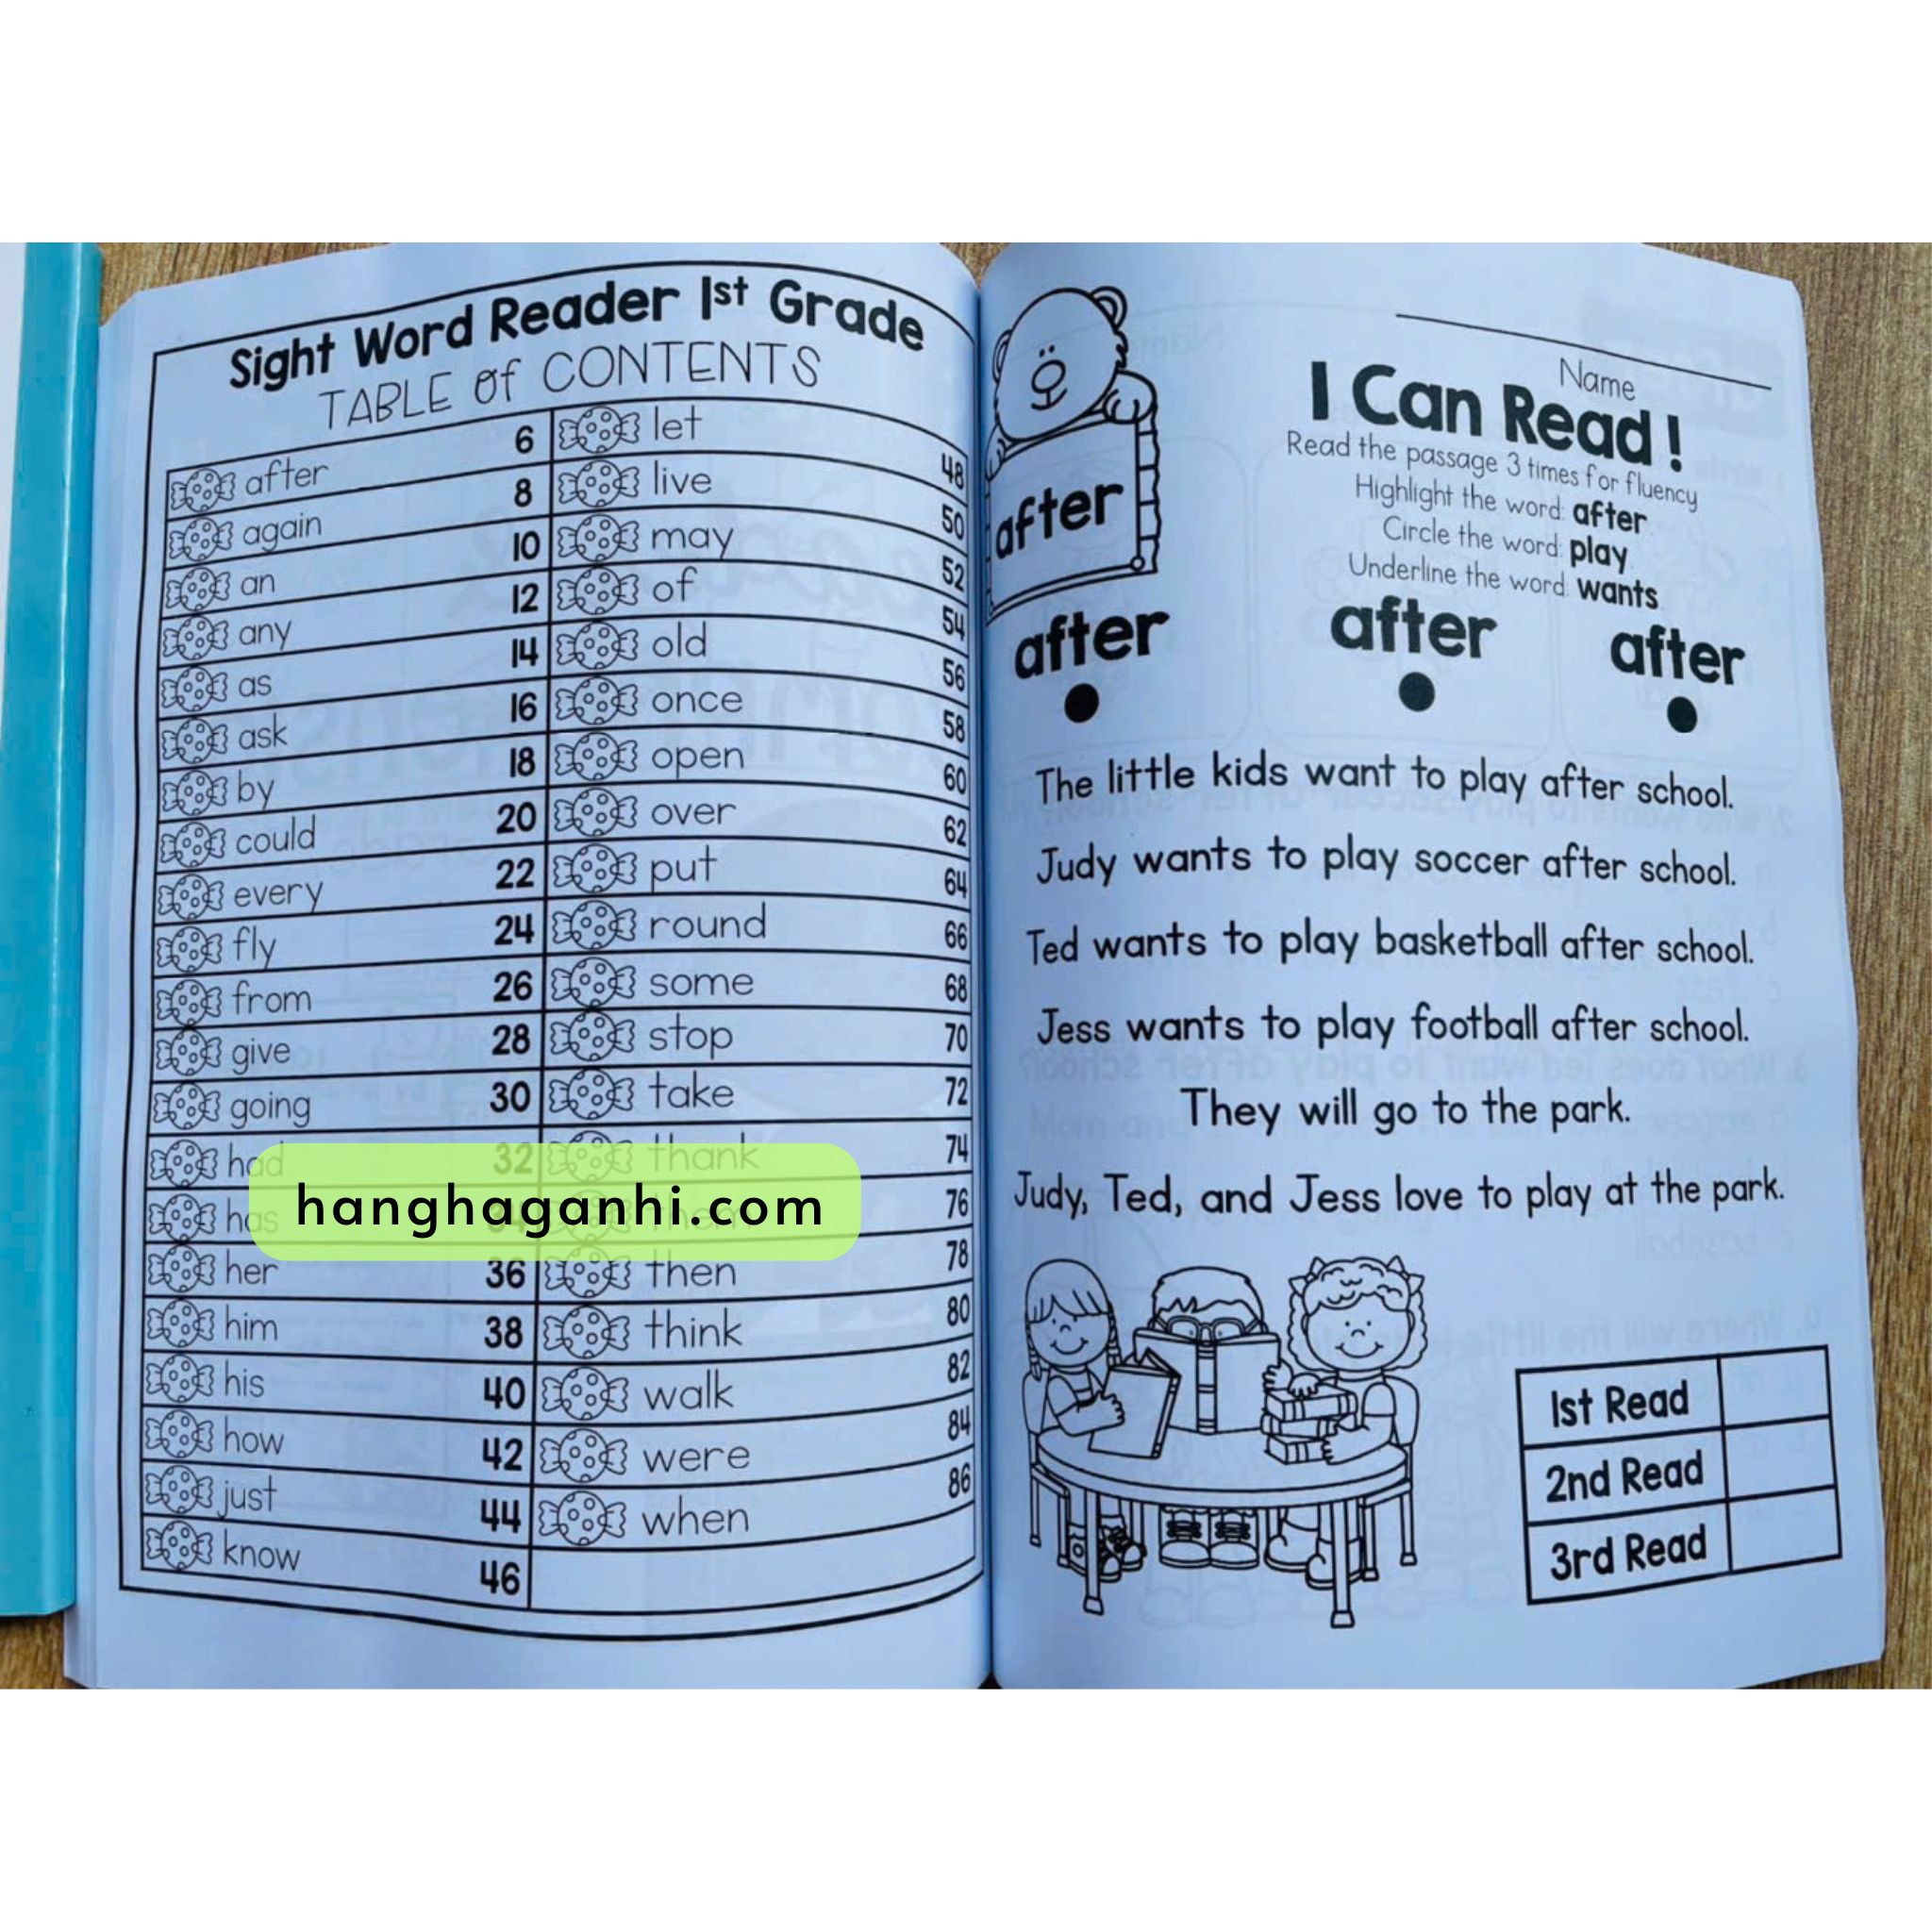 Sight Word Reader 1st Grade
TABLE of CONTENTS
after 6
again 8
an 10
any 12
as 14
ask 16
by 18
could 20
every 22
fly 24
from 26
give 28
going 30
had 32
has 34
her 36
him 38
his 40
how 42
just 44
know 46
let 48
live 50
may 52
of 54
old 56
once 58
open 60
over 62
put 64
round 66
some 68
stop 70
take 72
thank 74
them 76
then 78
think 80
walk 82
were 84
when 86
hanghaganhi.com
after
Name
I Can Read!
Read the passage 3 times for fluency
Highlight the word: after
Circle the word: play
Underline the word: wants
after after after
The little kids want to play after school.
Judy wants to play soccer after school.
Ted wants to play basketball after school.
Jess wants to play football after school.
They will go to the park.
Judy, Ted, and Jess love to play at the park.
1st Read
2nd Read
3rd Read